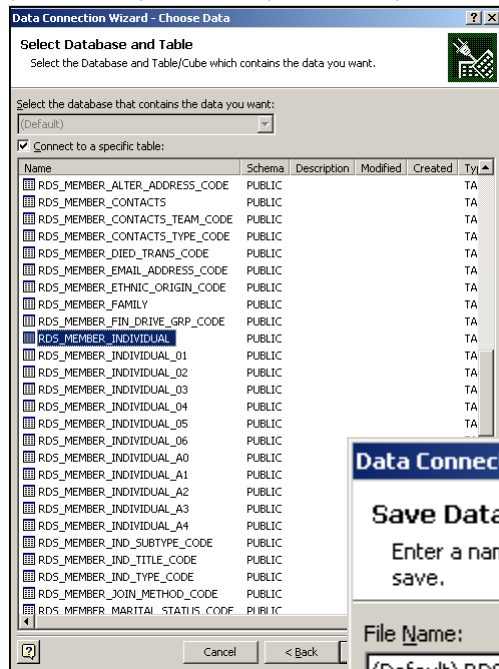 Data Connection Wizard - Choose Data
Select Database and Table
Select the Database and Table/Cube which contains the data you want.
Select the database that contains the data you want:
(Default)
Connect to a specific table:
Name Schema Description Modified Created Ty
RDS_MEMBER_ALTER_ADDRESS_CODE PUBLIC TA
RDS_MEMBER_CONTACTS PUBLIC TA
RDS_MEMBER_CONTACTS_TEAM_CODE PUBLIC TA
RDS_MEMBER_CONTACTS_TYPE_CODE PUBLIC TA
RDS_MEMBER_DIED_TRANS_CODE PUBLIC TA
RDS_MEMBER_EMAIL_ADDRESS_CODE PUBLIC TA
RDS_MEMBER_ETHNIC_ORIGIN_CODE PUBLIC TA
RDS_MEMBER_FAMILY PUBLIC TA
RDS_MEMBER_FIN_DRIVE_GRP_CODE PUBLIC TA
RDS_MEMBER_INDIVIDUAL PUBLIC TA
RDS_MEMBER_INDIVIDUAL_01 PUBLIC TA
RDS_MEMBER_INDIVIDUAL_02 PUBLIC TA
RDS_MEMBER_INDIVIDUAL_03 PUBLIC TA
RDS_MEMBER_INDIVIDUAL_04 PUBLIC TA
RDS_MEMBER_INDIVIDUAL_05 PUBLIC TA
RDS_MEMBER_INDIVIDUAL_06 PUBLIC
RDS_MEMBER_INDIVIDUAL_A0 PUBLIC
RDS_MEMBER_INDIVIDUAL_A1 PUBLIC
RDS_MEMBER_INDIVIDUAL_A2 PUBLIC
RDS_MEMBER_INDIVIDUAL_A3 PUBLIC
RDS_MEMBER_INDIVIDUAL_A4 PUBLIC
RDS_MEMBER_IND_SUBTYPE_CODE PUBLIC
RDS_MEMBER_IND_TITLE_CODE PUBLIC
RDS_MEMBER_IND_TYPE_CODE PUBLIC
RDS_MEMBER_JOIN_METHOD_CODE PUBLIC
RDS_MEMBER_MARITAL_STATUS_CODE PUBLIC
Cancel < Back
Data Connec
Save Data
Enter a nam
save.
File Name:
(Default) RDS